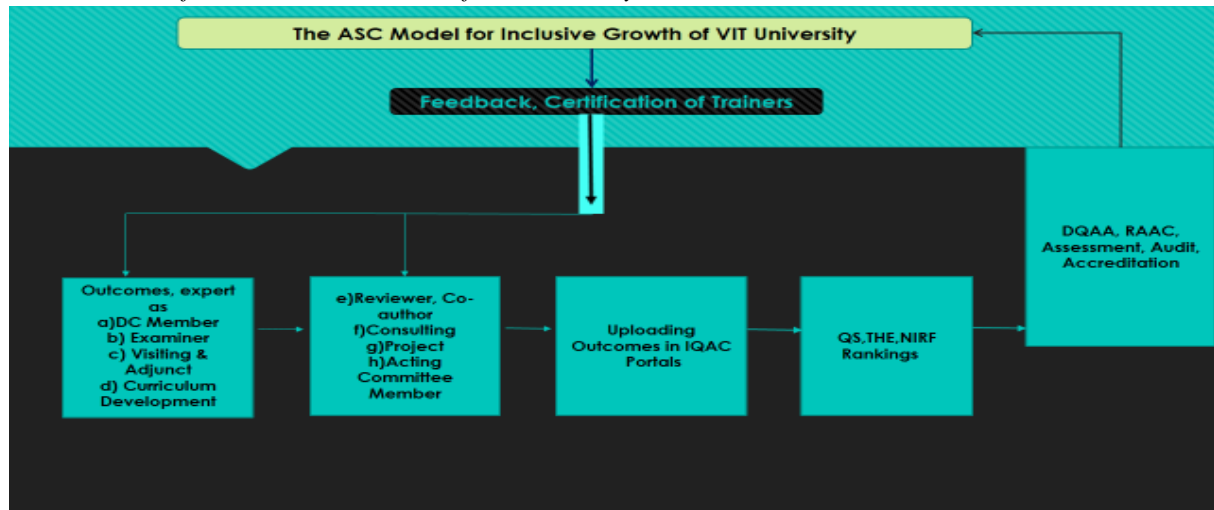 The ASC Model for Inclusive Growth of VIT University
Feedback, Certification of Trainers
DQAA, RAAC,
Assessment, Audit,
Accreditation
Outcomes, expert
as
a)DC Member
b) Examiner
c) Visiting &
Adjunct
d) Curriculum
Development
e)Reviewer, Co-
author
f)Consulting
g)Project
h)Acting
Committee
Member
Uploading
Outcomes in IQAC
Portals
QS,THE,NIRF
Rankings